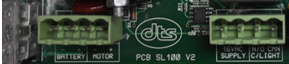 dts
16VAC N/O CMN
BATTERY MOTOR PCB SL100 V2 SUPPLY C/LIGHT